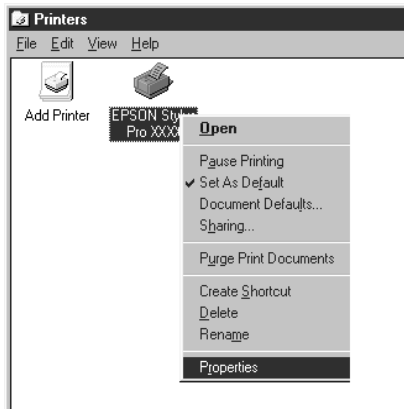 Printers
File Edit View Help
Add Printer
EPSON
Pro XXXX
Open
Pause Printing
Set As Default
Document Defaults...
Sharing...
Purge Print Documents
Create Shortcut
Delete
Rename
Properties